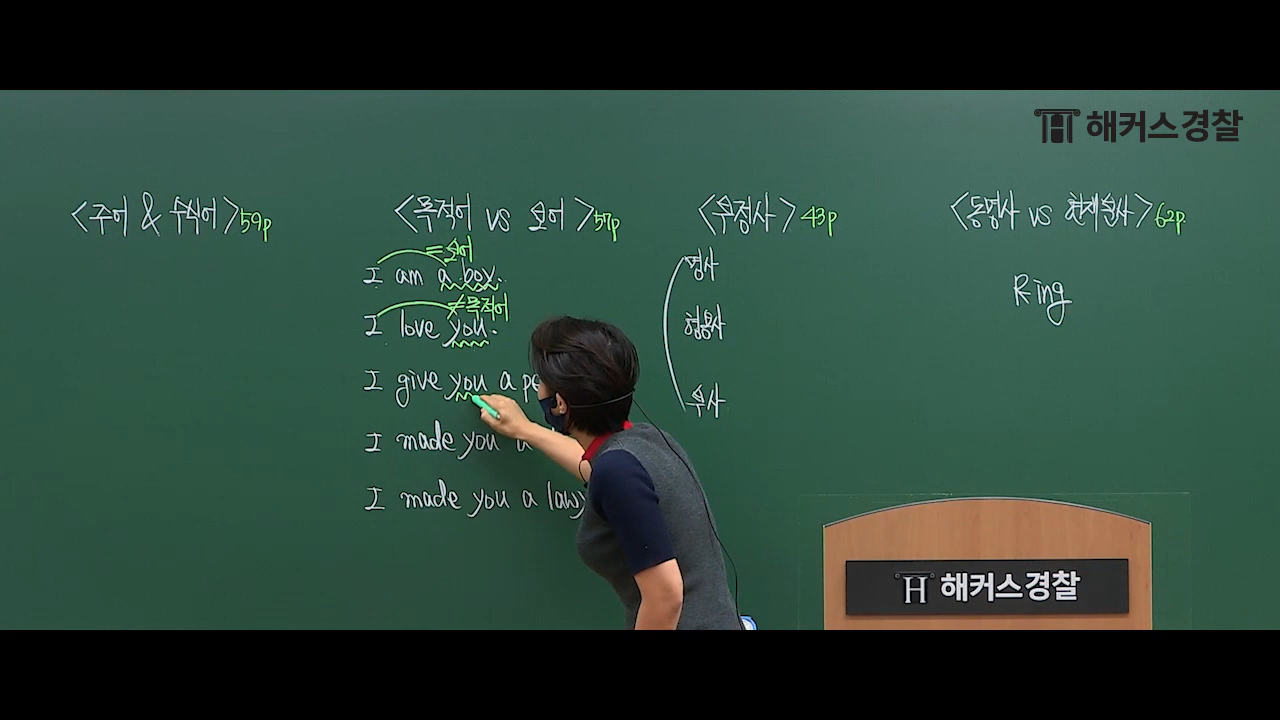 해커스경찰
<주어 & 수식어> 59p
<목적어 vs 보어> 57p
<부정사> 43p
<동명사 vs 현재분사> 62p
= 보어
I am a boy.
≠ 목적어
I love you.
I give you a pe
I made you a
I made you a lawy
명사
형용사
부사
Ring
해커스경찰